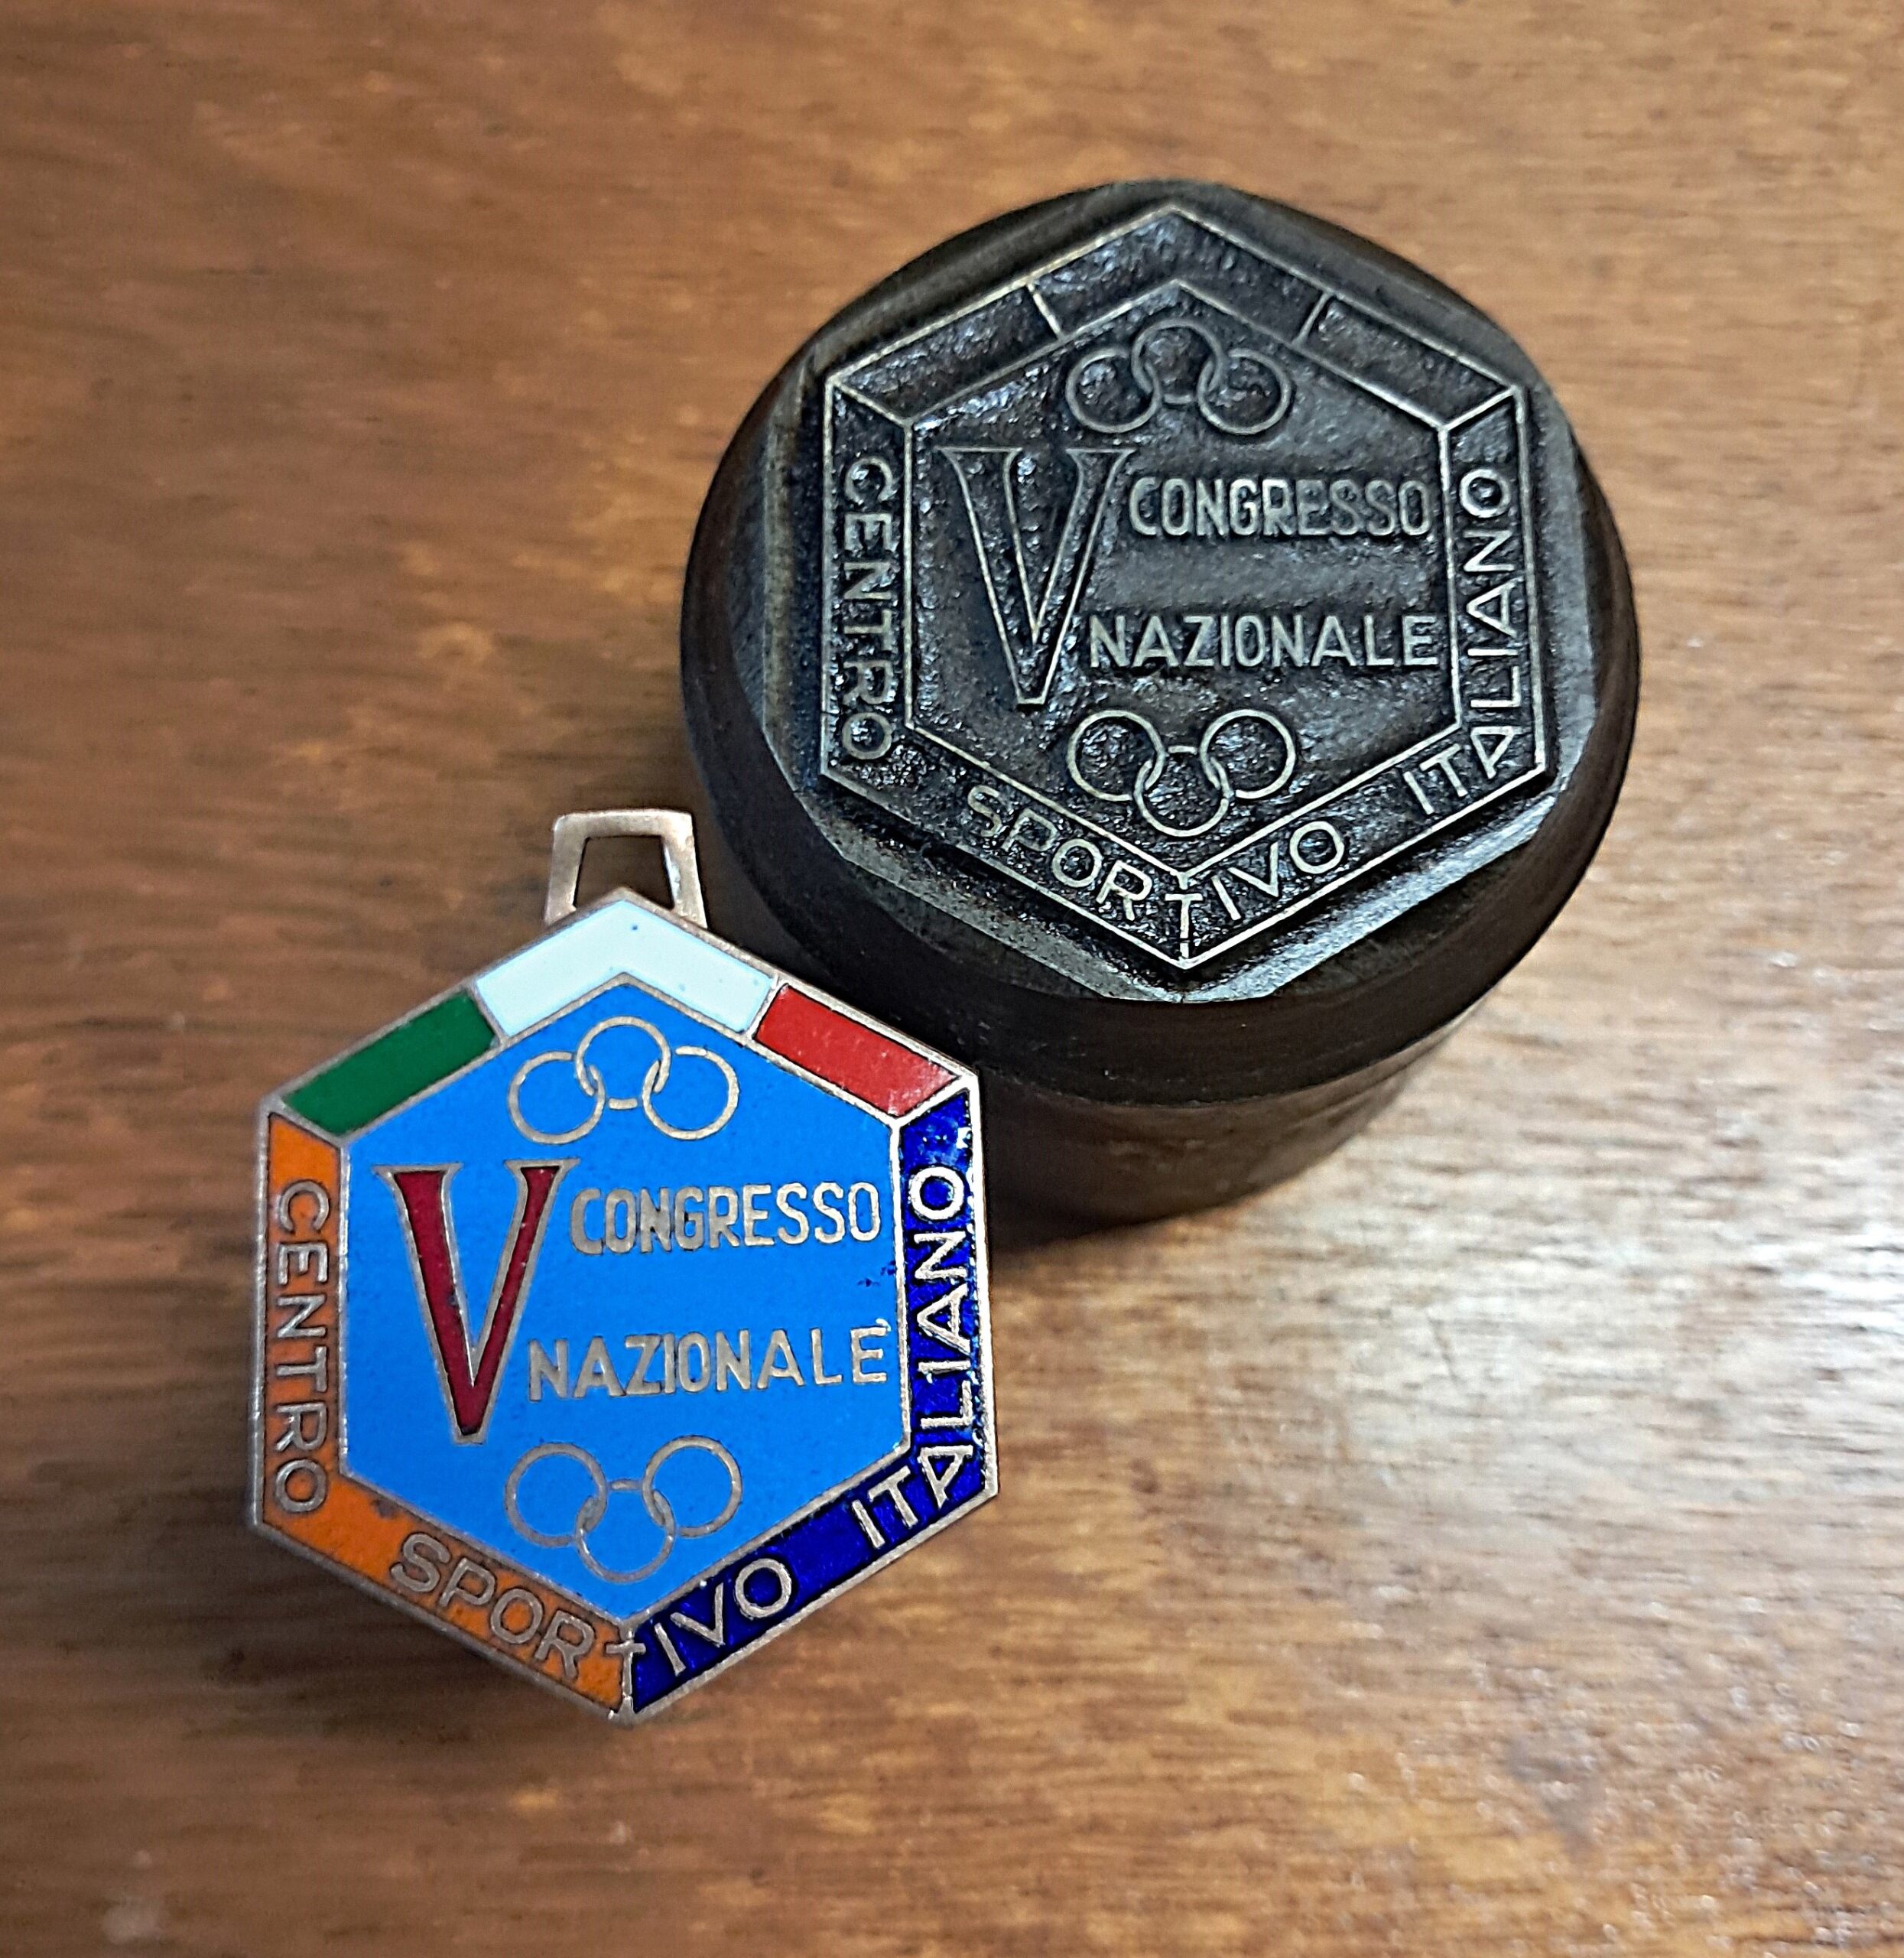 V CONGRESSO
NAZIONALE
CENTRO SPORTIVO ITALIANO
V CONGRESSO
NAZIONALE
CENTRO SPORTIVO ITALIANO